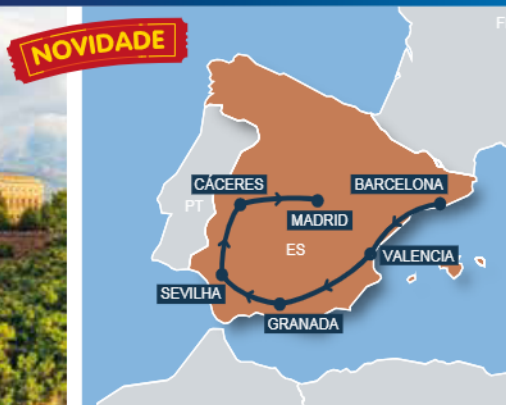 NOVIDADE
F
CÁCERES
BARCELONA
PT
MADRID
ES
VALENCIA
SEVILHA
GRANADA